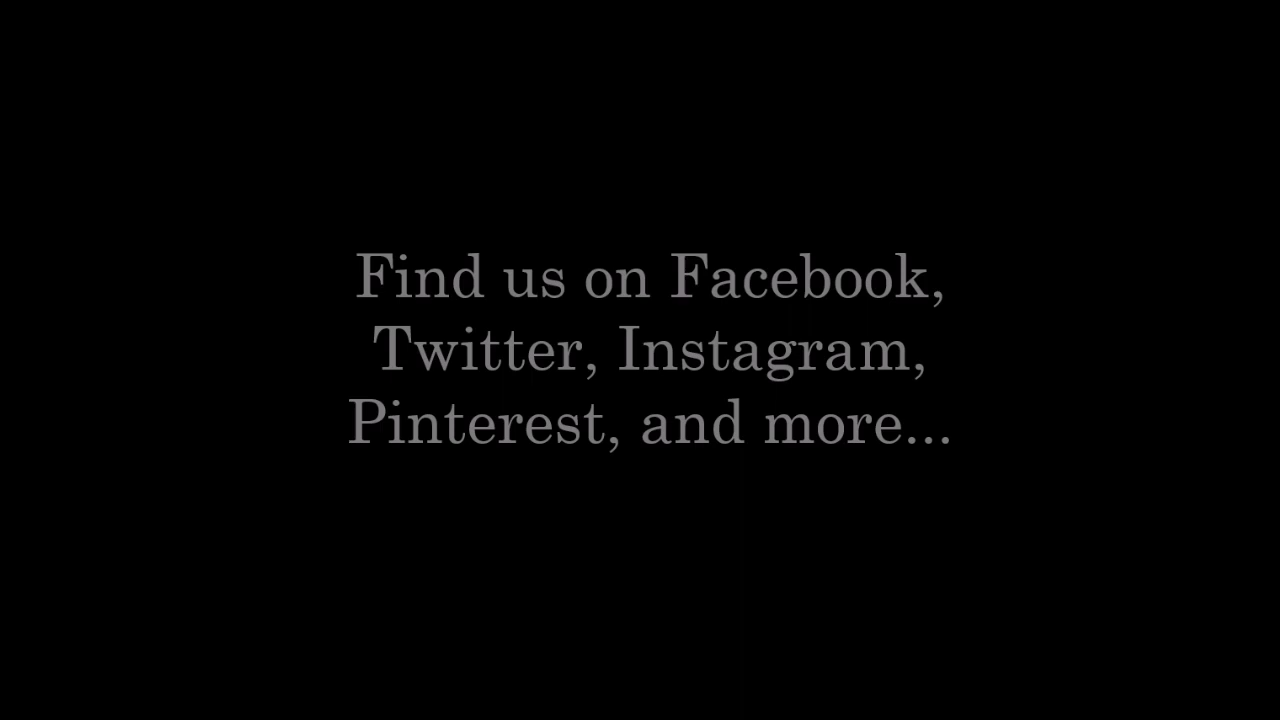 Find us on Facebook,
Twitter, Instagram,
Pinterest, and more...